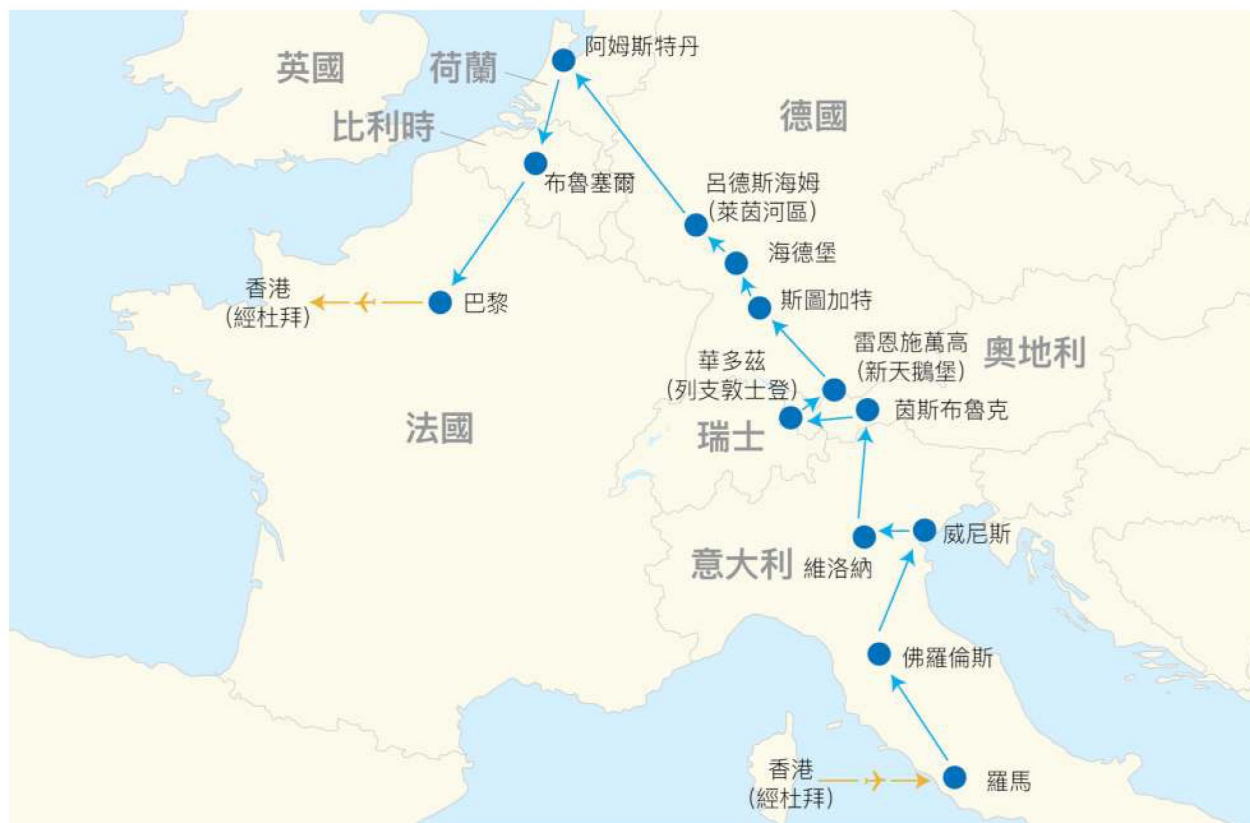 阿姆斯特丹
英國
荷蘭
德國
比利時
布魯塞爾
呂德斯海姆
(萊茵河區)
海德堡
香港
(經杜拜)
巴黎
斯圖加特
雷恩施萬高
(新天鵝堡)
奧地利
華多茲
(列支敦士登)
茵斯布魯克
法國
瑞士
威尼斯
意大利
維洛納
佛羅倫斯
香港
(經杜拜)
羅馬